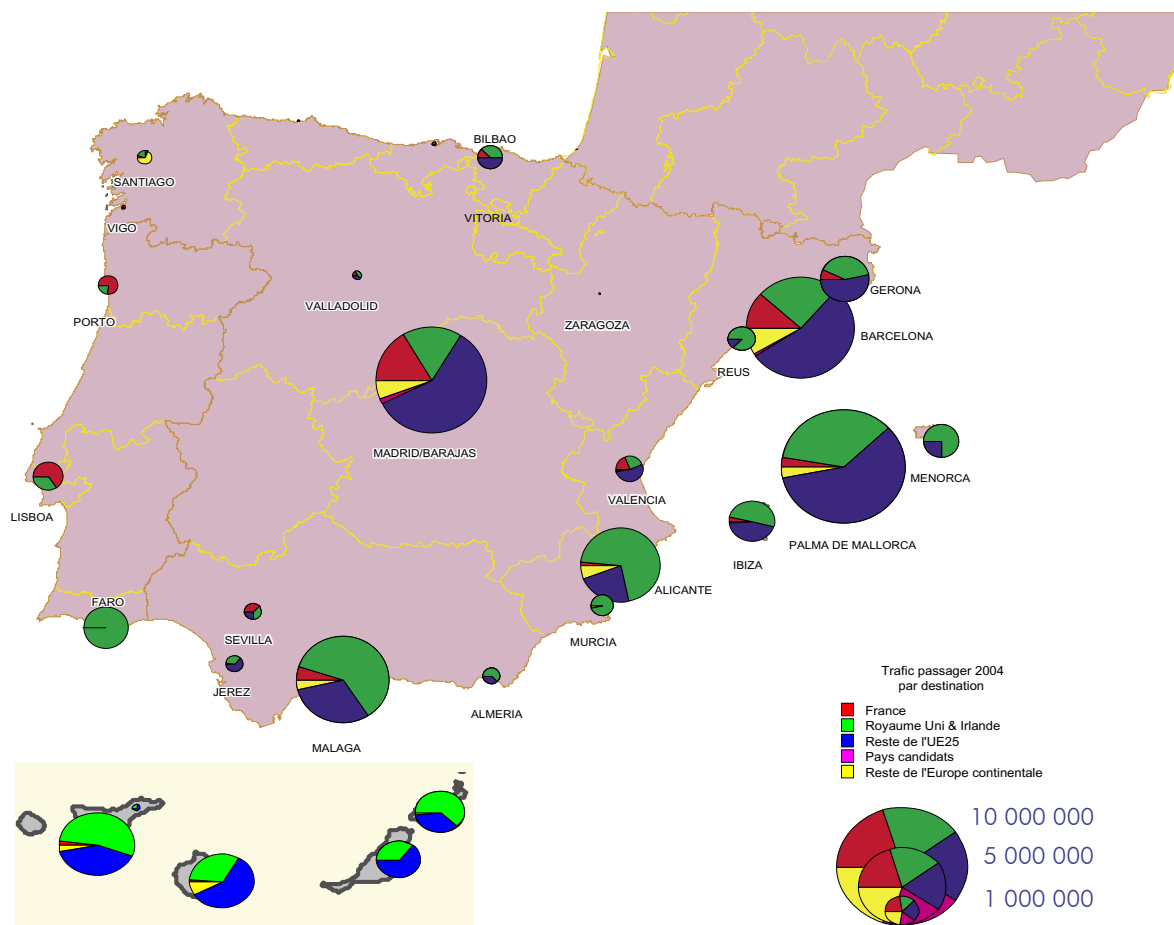 BILBAO
SANTIAGO
VITORIA
VIGO
GERONA
VALLADOLID
PORTO
ZARAGOZA
BARCELONA
REUS
MADRID/BARAJAS
MENORCA
VALENCIA
LISBOA
PALMA DE MALLORCA
IBIZA
ALICANTE
FARO
SEVILLA
MURCIA
JEREZ
ALMERIA
MALAGA
Trafic passager 2004
par destination
France
Royaume Uni & Irlande
Reste de l'UE25
Pays candidats
Reste de l'Europe continentale
10 000 000
5 000 000
1 000 000